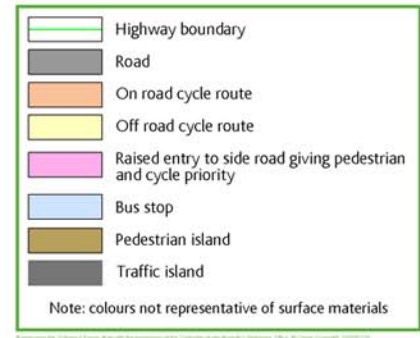 Highway boundary
Road
On road cycle route
Off road cycle route
Raised entry to side road giving pedestrian
and cycle priority
Bus stop
Pedestrian island
Traffic island
Note: colours not representative of surface materials